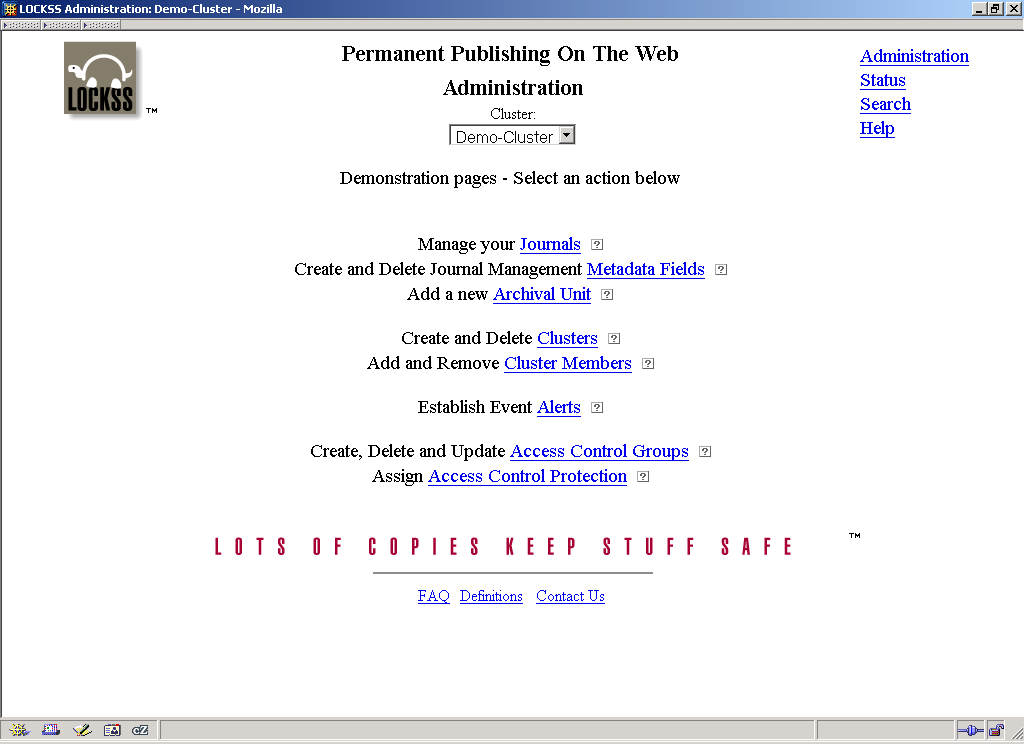 LOCKSS Administration: Demo-Cluster - Mozilla
LOCKSS
TM
Permanent Publishing On The Web
Administration
Cluster:
Demo-Cluster
Administration
Status
Search
Help
Demonstration pages - Select an action below
Manage your Journals ?
Create and Delete Journal Management Metadata Fields ?
Add a new Archival Unit ?
Create and Delete Clusters ?
Add and Remove Cluster Members ?
Establish Event Alerts ?
Create, Delete and Update Access Control Groups ?
Assign Access Control Protection ?
LOTS OF COPIES KEEP STUFF SAFE TM
FAQ Definitions Contact Us
cZ